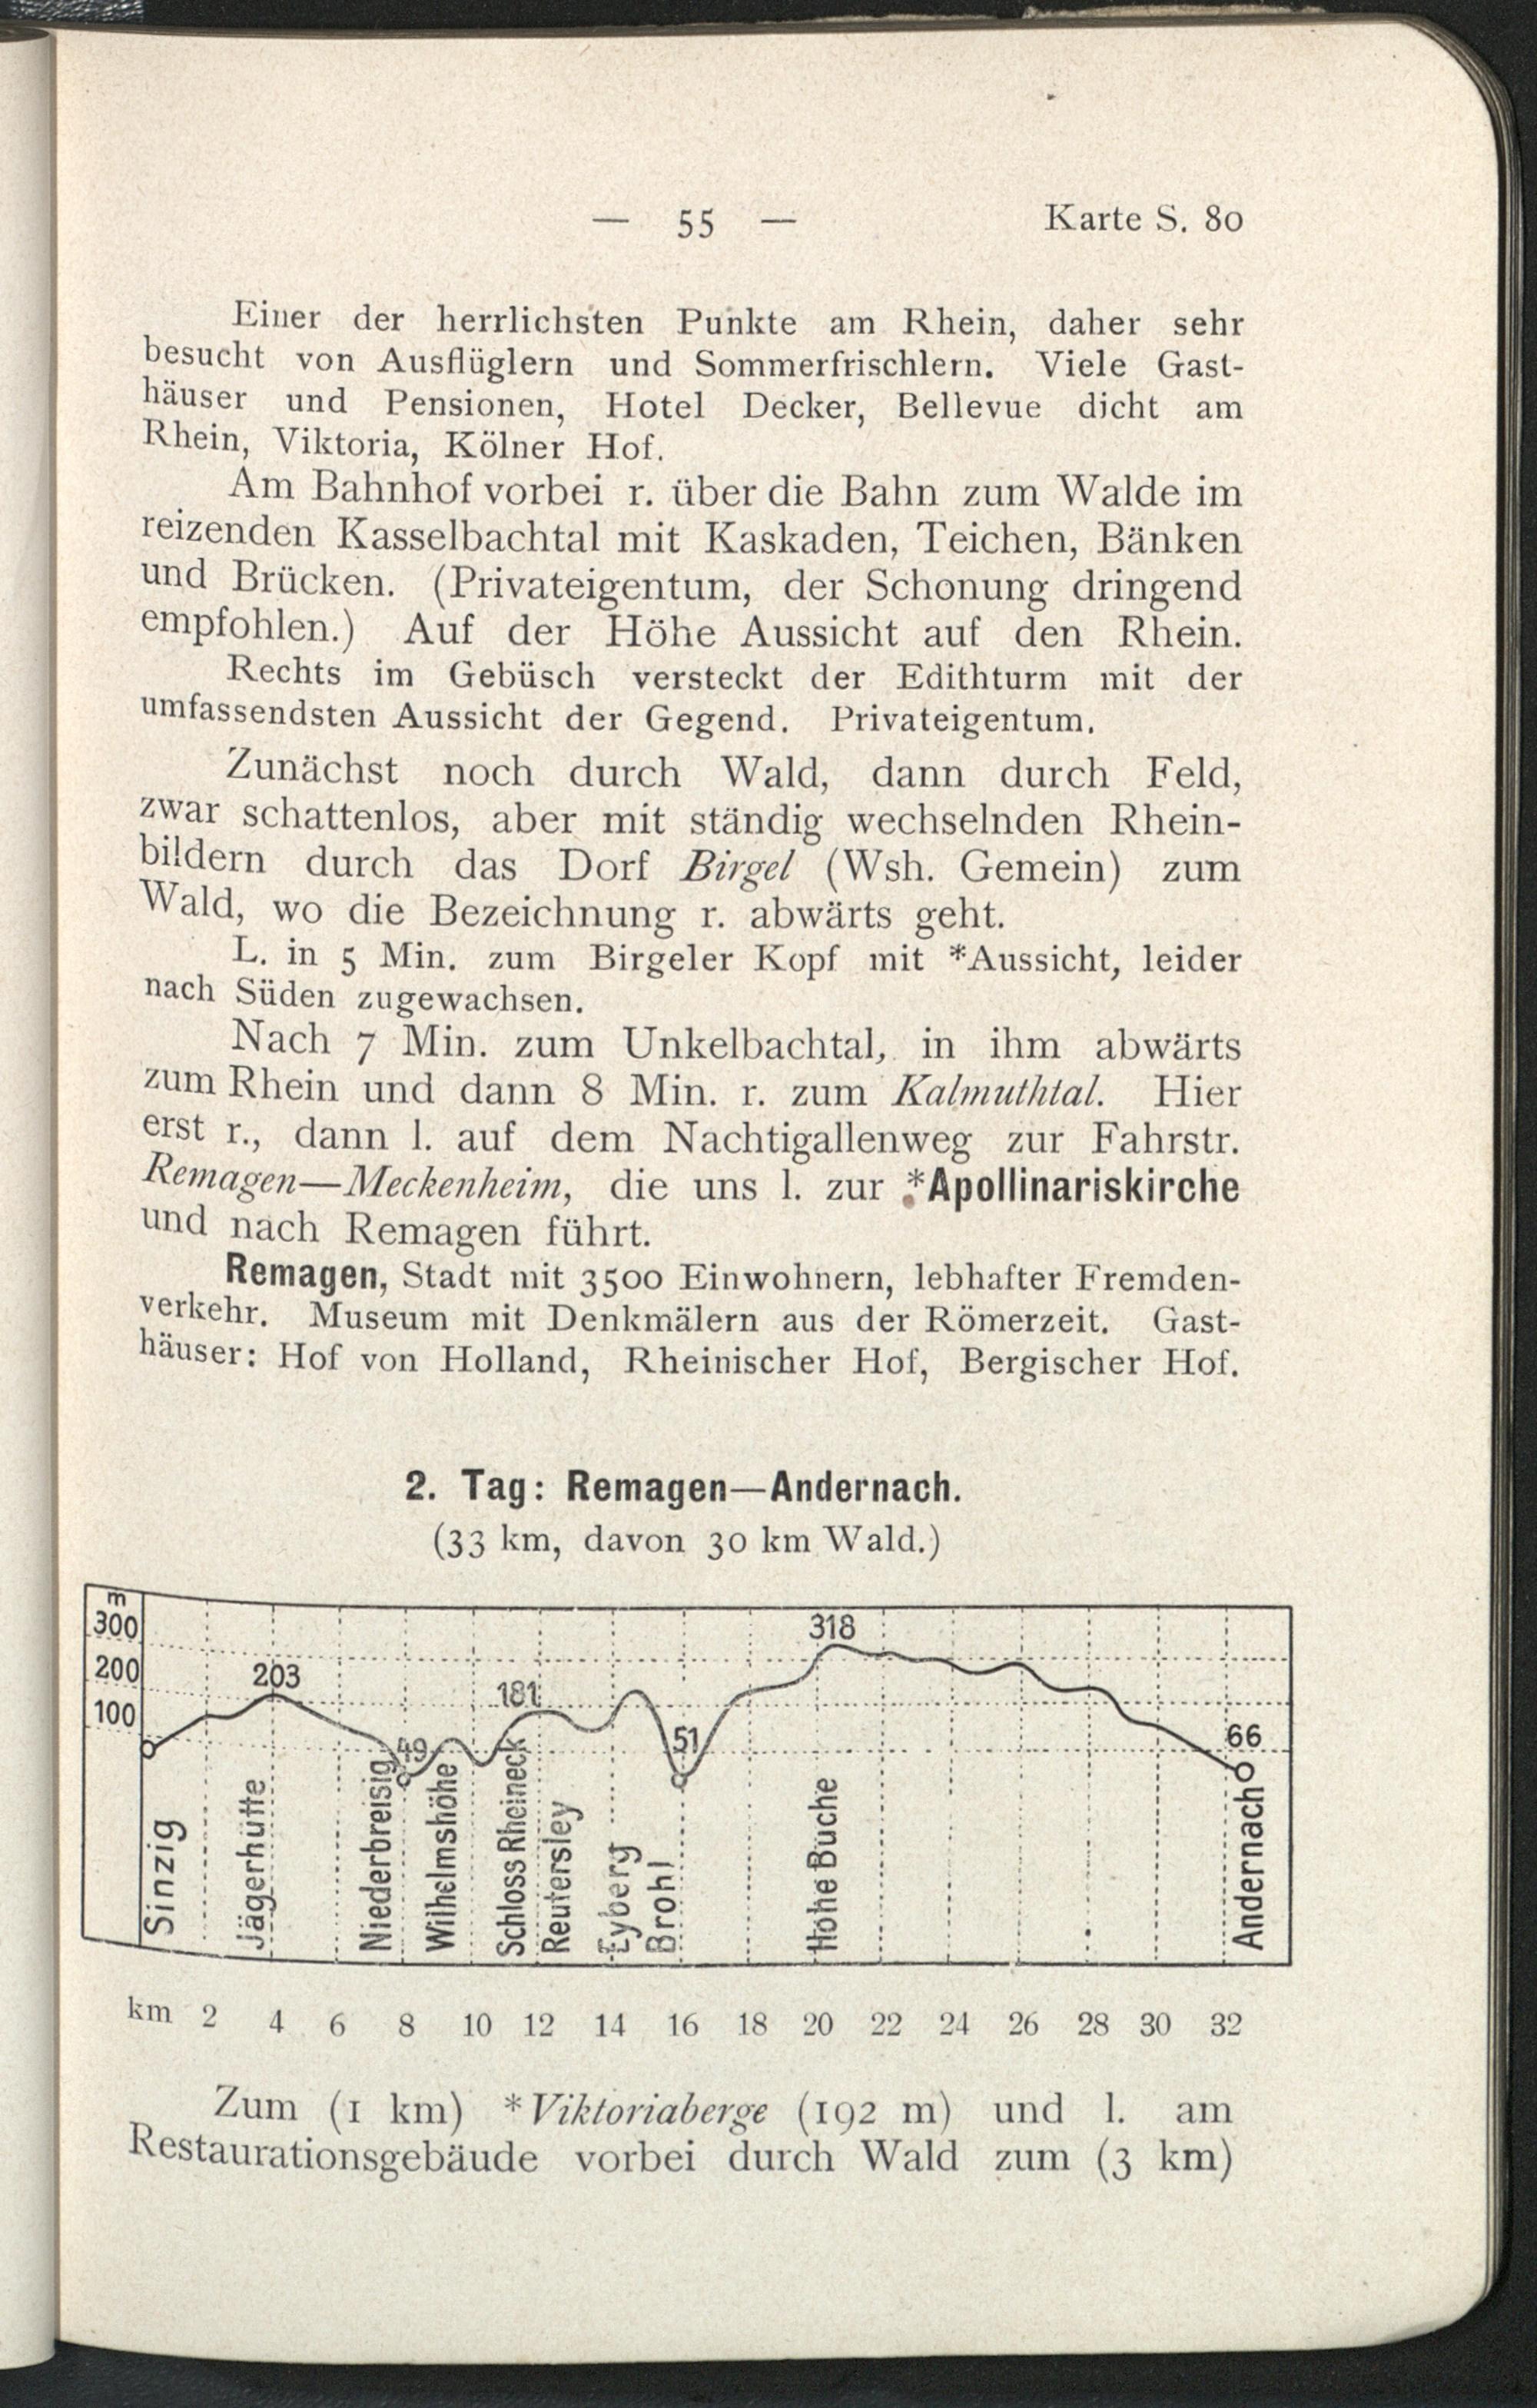 — 55 — Karte S. 80
Einer der herrlichsten Punkte am Rhein, daher sehr
besucht von Ausflüglern und Sommerfrischlern. Viele Gast-
häuser und Pensionen, Hotel Decker, Bellevue dicht am
Rhein, Viktoria, Kölner Hof.
Am Bahnhof vorbei r. über die Bahn zum Walde im
reizenden Kasselbachtal mit Kaskaden, Teichen, Bänken
und Brücken. (Privateigentum, der Schonung dringend
empfohlen.) Auf der Höhe Aussicht auf den Rhein.
Rechts im Gebüsch versteckt der Edithturm mit der
umfassendsten Aussicht der Gegend. Privateigentum.
Zunächst noch durch Wald, dann durch Feld,
zwar schattenlos, aber mit ständig wechselnden Rhein-
bildern durch das Dorf Birgel (Wsh. Gemein) zum
Wald, wo die Bezeichnung r. abwärts geht.
L. in 5 Min. zum Birgeler Kopf mit *Aussicht, leider
nach Süden zugewachsen.
Nach 7 Min. zum Unkelbachtal, in ihm abwärts
zum Rhein und dann 8 Min. r. zum Kalmuthtal. Hier
erst r., dann l. auf dem Nachtigallenweg zur Fahrstr.
Remagen—Meckenheim, die uns l. zur *Apollinariskirche
und nach Remagen führt.
Remagen, Stadt mit 3500 Einwohnern, lebhafter Fremden-
verkehr. Museum mit Denkmälern aus der Römerzeit. Gast-
häuser: Hof von Holland, Rheinischer Hof, Bergischer Hof.
2. Tag: Remagen—Andernach.
(33 km, davon 30 km Wald.)
m
300
200
100
203
49
181
51
318
66
Sinzig
Jägerhütte
Niederbreisig
Wilhelmshöhe
Schloss Rheineck
Reutersley
Eyberg
Brohl
Hohe Buche
Andernach
km 2 4 6 8 10 12 14 16 18 20 22 24 26 28 30 32
Zum (1 km) *Viktoriaberge (192 m) und l. am
Restaurationsgebäude vorbei durch Wald zum (3 km)